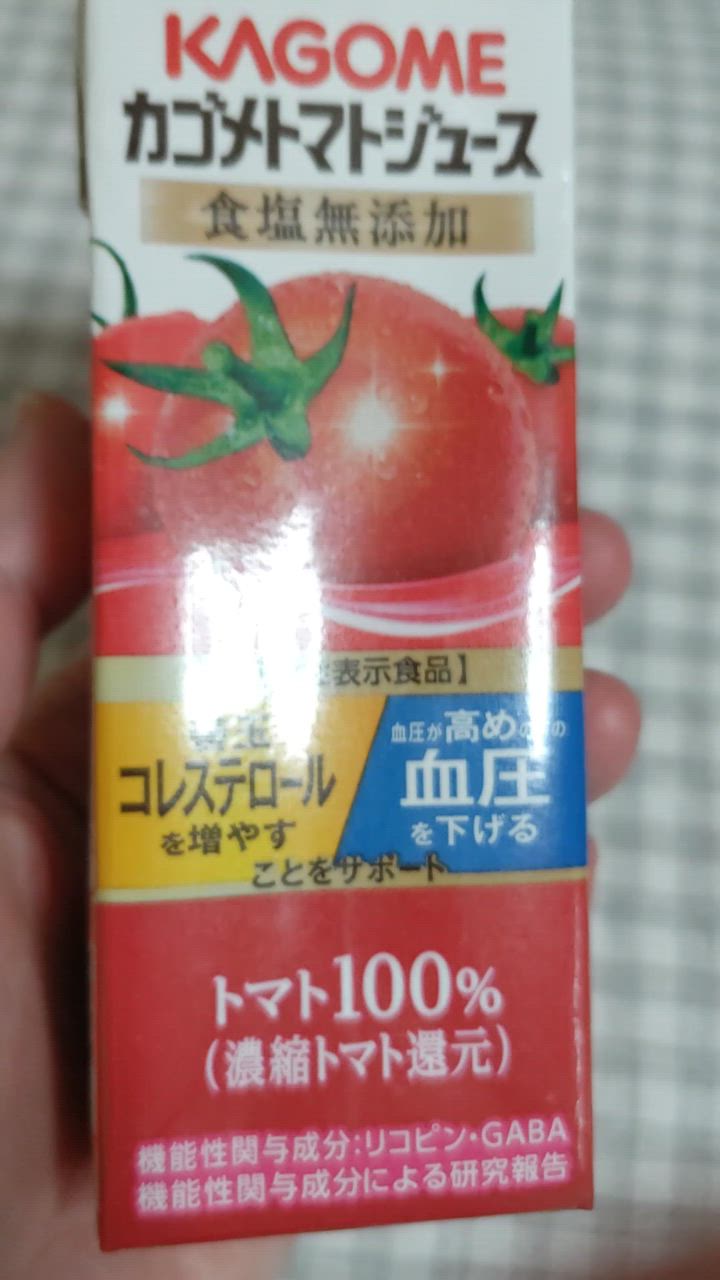 KAGOME
カゴメトマトジュース
食塩無添加
表示食品】
コレステロール
を増やす
血圧が高め
血圧
を下げる
ことをサポート
トマト100%
(濃縮トマト還元)
機能性関与成分:リコピン・GABA
機能性関与成分による研究報告